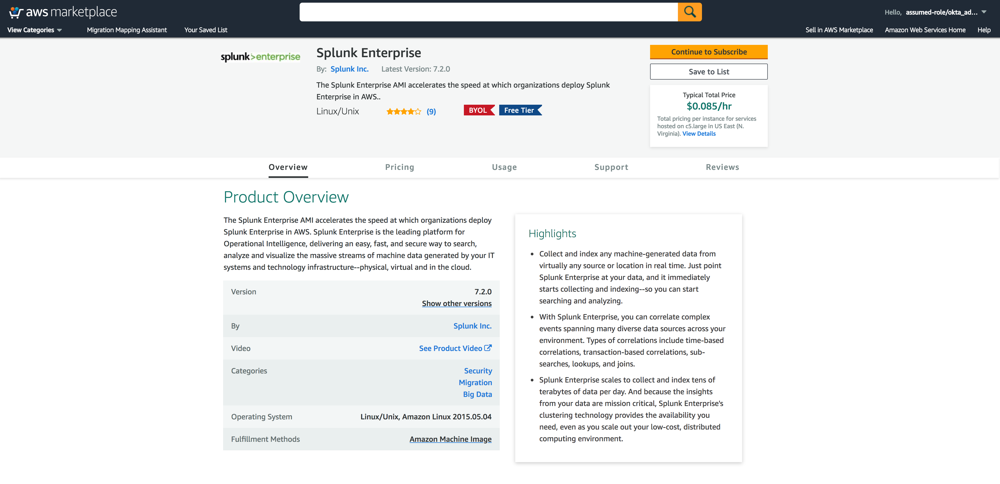 aws marketplace
Hello, assumed-role/okta_ad...
View Categories
Migration Mapping Assistant
Your Saved List
Sell in AWS Marketplace
Amazon Web Services Home
Help
splunk>enterprise
Splunk Enterprise
By: Splunk Inc. Latest Version: 7.2.0
The Splunk Enterprise AMI accelerates the speed at which organizations deploy Splunk
Enterprise in AWS..
Linux/Unix
(9)
BYOL
Free Tier
Continue to Subscribe
Save to List
Typical Total Price
$0.085/hr
Total pricing per instance for services
hosted on c5.large in US East (N.
Virginia). View Details
Overview
Pricing
Usage
Support
Reviews
Product Overview
The Splunk Enterprise AMI accelerates the speed at which organizations deploy
Splunk Enterprise in AWS. Splunk Enterprise is the leading platform for
Operational Intelligence, delivering an easy, fast, and secure way to search,
analyze and visualize the massive streams of machine data generated by your IT
systems and technology infrastructure--physical, virtual and in the cloud.
Version
7.2.0
Show other versions
By
Splunk Inc.
Video
See Product Video
Categories
Security
Migration
Big Data
Operating System
Linux/Unix, Amazon Linux 2015.05.04
Fulfillment Methods
Amazon Machine Image
Highlights
• Collect and index any machine-generated data from
virtually any source or location in real time. Just point
Splunk Enterprise at your data, and it immediately
starts collecting and indexing--so you can start
searching and analyzing.
• With Splunk Enterprise, you can correlate complex
events spanning many diverse data sources across your
environment. Types of correlations include time-based
correlations, transaction-based correlations, sub-
searches, lookups, and joins.
• Splunk Enterprise scales to collect and index tens of
terabytes of data per day. And because the insights
from your data are mission critical, Splunk Enterprise's
clustering technology provides the availability you
need, even as you scale out your low-cost, distributed
computing environment.